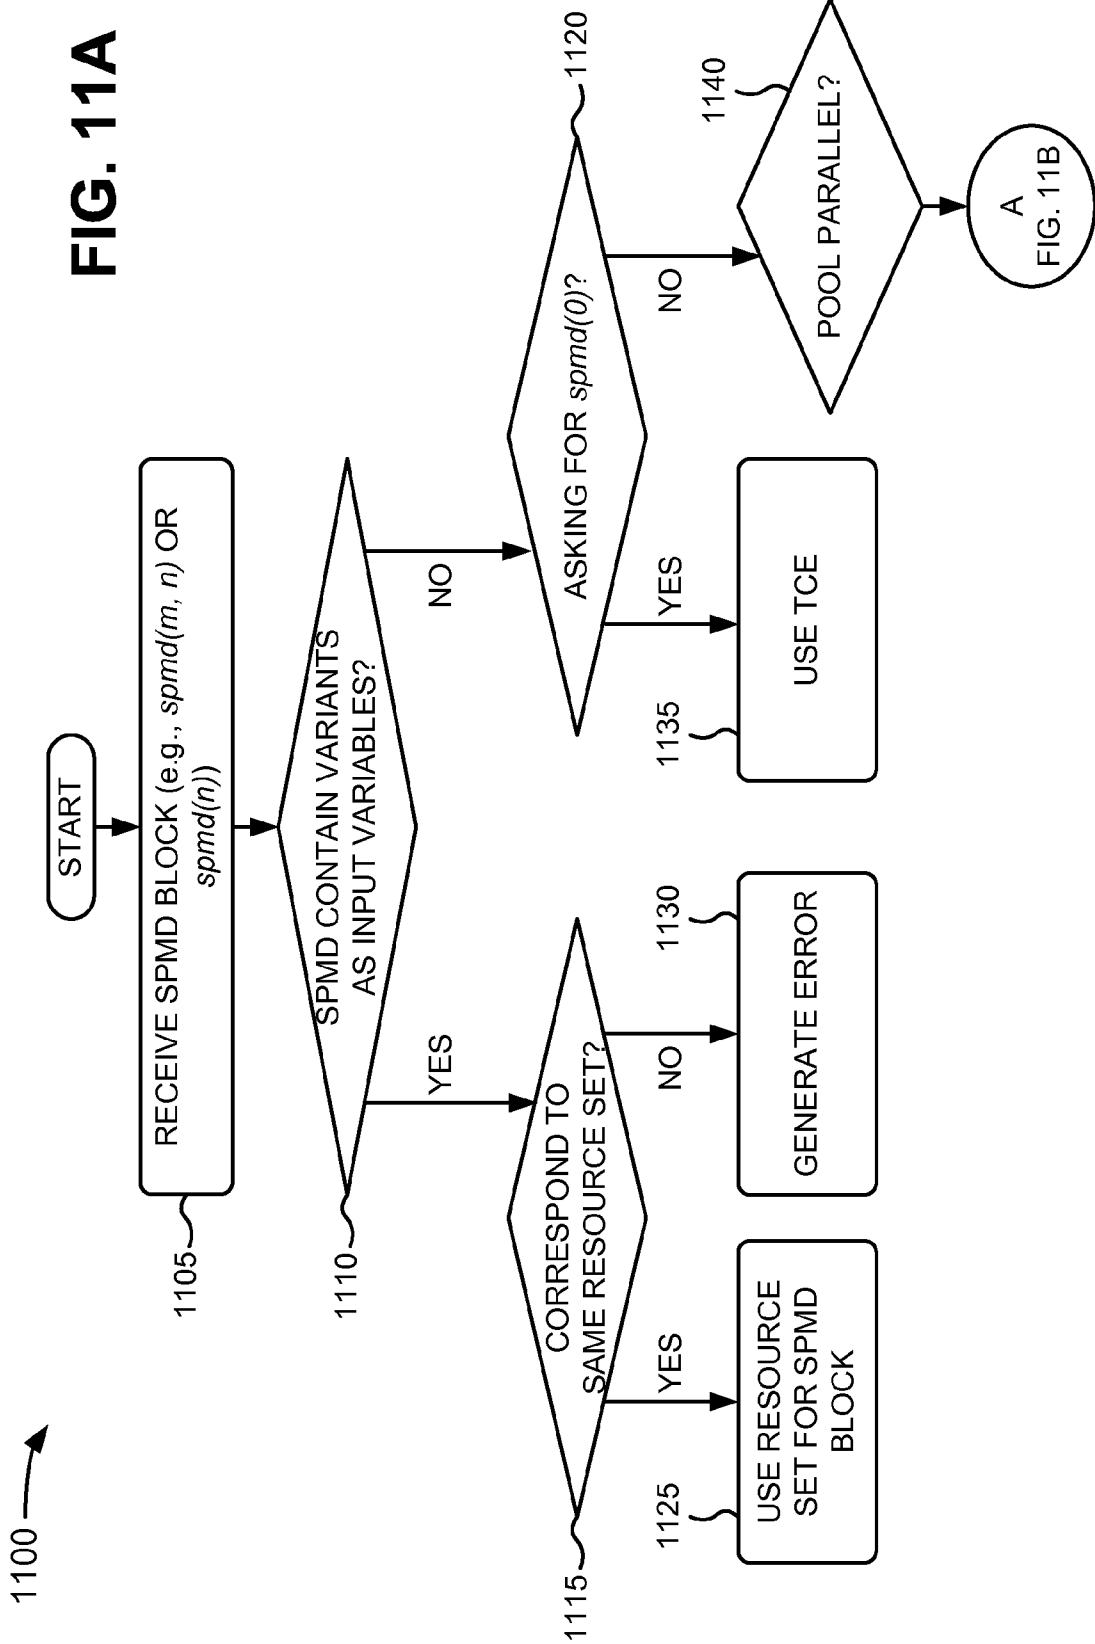 FIG. 11A
1100
START
RECEIVE SPMD BLOCK (e.g., spmd(m, n) OR
spmd(n))
1105
SPMD CONTAIN VARIANTS
AS INPUT VARIABLES?
1110
YES
NO
CORRESPOND TO
SAME RESOURCE SET?
1115
ASKING FOR spmd(0)?
1120
YES
NO
YES
NO
1125
USE RESOURCE
SET FOR SPMD
BLOCK
1130
GENERATE ERROR
1135
USE TCE
1140
POOL PARALLEL?
A
FIG. 11B